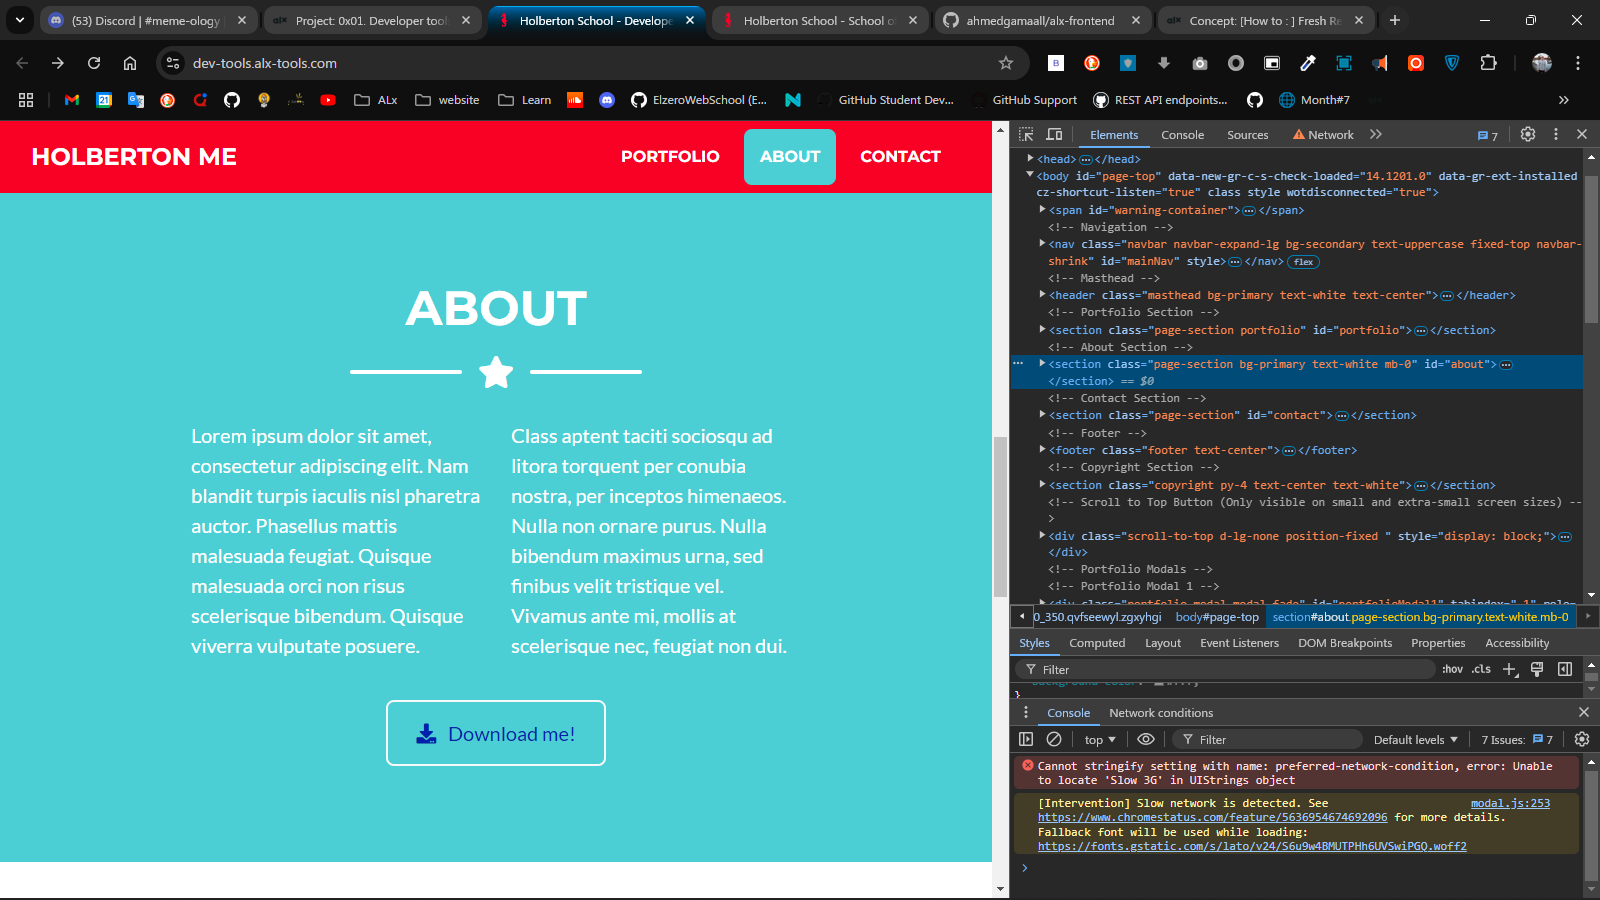 (53) Discord | #meme-ology
Project: 0x01. Developer tool
Holberton School - Develope
Holberton School - School o
ahmedgamaall/alx-frontend
Concept: [How to : ] Fresh Re
dev-tools.alx-tools.com
ALx
website
Learn
ElzeroWebSchool (E...
GitHub Student Dev...
GitHub Support
REST API endpoints...
Month#7
HOLBERTON ME
PORTFOLIO
ABOUT
CONTACT
ABOUT
Lorem ipsum dolor sit amet,
consectetur adipiscing elit. Nam
blandit turpis iaculis nisl pharetra
auctor. Phasellus mattis
malesuada feugiat. Quisque
malesuada orci non risus
scelerisque bibendum. Quisque
viverra vulputate posuere.
Class aptent taciti sociosqu ad
litora torquent per conubia
nostra, per inceptos himenaeos.
Nulla non ornare purus. Nulla
bibendum maximus urna, sed
finibus velit tristique vel.
Vivamus ante mi, mollis at
scelerisque nec, feugiat non dui.
Download me!
Elements Console Sources Network 7
<head>…</head>
<body id="page-top" data-new-gr-c-s-check-loaded="14.1201.0" data-gr-ext-installed
cz-shortcut-listen="true" class style wotdisconnected="true">
<span id="warning-container">…</span>
<!-- Navigation -->
<nav class="navbar navbar-expand-lg bg-secondary text-uppercase fixed-top navbar-
shrink" id="mainNav" style>…</nav> flex
<!-- Masthead -->
<header class="masthead bg-primary text-white text-center">…</header>
<!-- Portfolio Section -->
<section class="page-section portfolio" id="portfolio">…</section>
<!-- About Section -->
<section class="page-section bg-primary text-white mb-0" id="about">…
</section> == $0
<!-- Contact Section -->
<section class="page-section" id="contact">…</section>
<!-- Footer -->
<footer class="footer text-center">…</footer>
<!-- Copyright Section -->
<section class="copyright py-4 text-center text-white">…</section>
<!-- Scroll to Top Button (Only visible on small and extra-small screen sizes) --
>
<div class="scroll-to-top d-lg-none position-fixed " style="display: block;">…
</div>
<!-- Portfolio Modals -->
<!-- Portfolio Modal 1 -->
<div class="portfolio-modal modal fade" id="portfolioModal1" tabindex="-1" role=
0_350.qvfseewyl.zgxyhgi body#page-top section#about.page-section.bg-primary.text-white.mb-0
Styles Computed Layout Event Listeners DOM Breakpoints Properties Accessibility
Filter :hov .cls
}
Console Network conditions
top Filter Default levels 7 Issues: 7
Cannot stringify setting with name: preferred-network-condition, error: Unable
to locate 'Slow 3G' in UIStrings object
[Intervention] Slow network is detected. See modal.js:253
https://www.chromestatus.com/feature/5636954674692096 for more details.
Fallback font will be used while loading:
https://fonts.gstatic.com/s/lato/v24/S6u9w4BMUTPHh6UVSwiPGQ.woff2